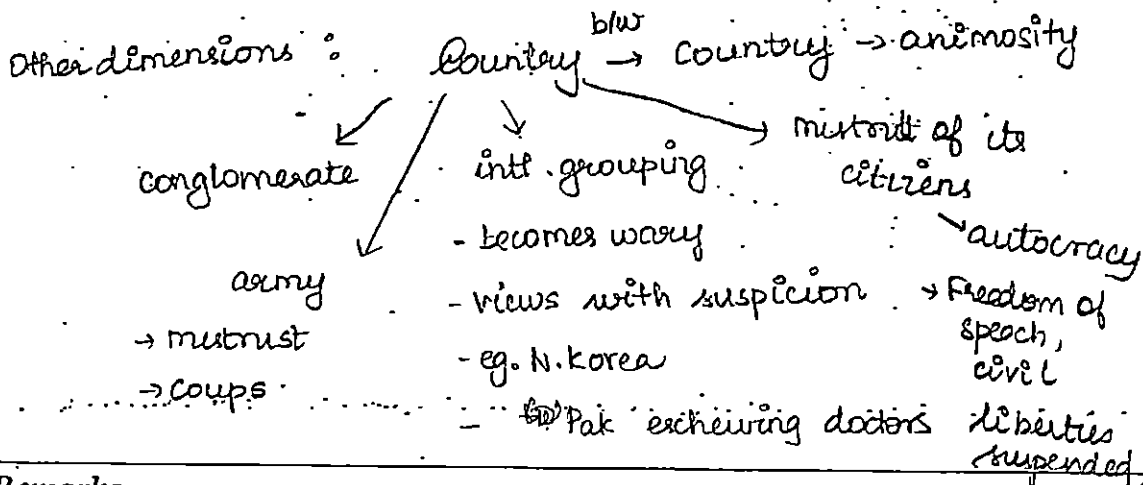 Other dimensions : Country b/w → Country → animosity
conglomerate
army
→ mistrust
→ coups.
intl. grouping
- becomes wary
- views with suspicion
- eg. N. Korea
- Pak eschewing doctors
mistrust of its
citizens
→ autocracy
→ Freedom of
speech,
civil
liberties
suspended
Remarks